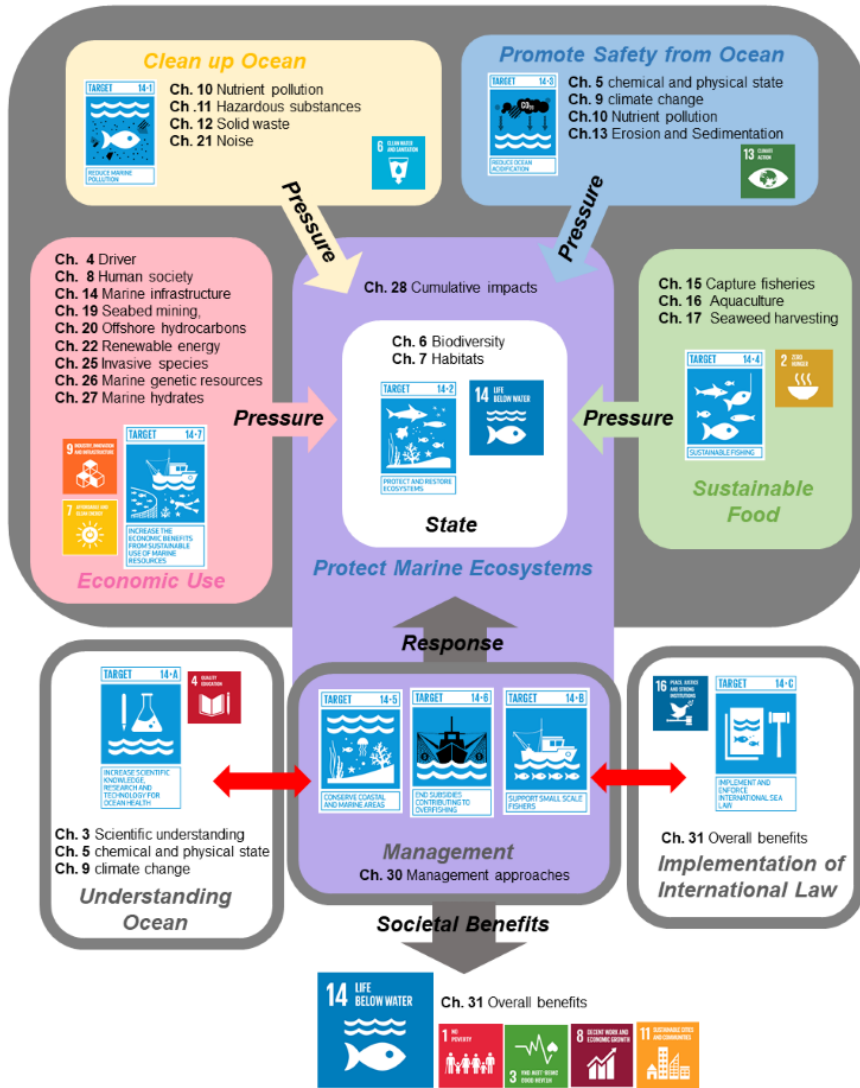 Clean up Ocean
TARGET 14·1
REDUCE MARINE
POLLUTION
Ch. 10 Nutrient pollution
Ch .11 Hazardous substances
Ch. 12 Solid waste
Ch. 21 Noise
6 CLEAN WATER
AND SANITATION
Pressure
Promote Safety from Ocean
TARGET 14·3
CO2
REDUCE OCEAN
ACIDIFICATION
Ch. 5 chemical and physical state
Ch. 9 climate change
Ch.10 Nutrient pollution
Ch.13 Erosion and Sedimentation
13 CLIMATE
ACTION
Pressure
Ch. 4 Driver
Ch. 8 Human society
Ch. 14 Marine infrastructure
Ch. 19 Seabed mining,
Ch. 20 Offshore hydrocarbons
Ch. 22 Renewable energy
Ch. 25 Invasive species
Ch. 26 Marine genetic resources
Ch. 27 Marine hydrates
9 INDUSTRY, INNOVATION
AND INFRASTRUCTURE
7 AFFORDABLE AND
CLEAN ENERGY
TARGET 14·7
INCREASE THE
ECONOMIC BENEFITS
FROM SUSTAINABLE
USE OF MARINE
RESOURCES
Economic Use
Pressure
Ch. 28 Cumulative impacts
Ch. 6 Biodiversity
Ch. 7 Habitats
TARGET 14·2
PROTECT AND RESTORE
ECOSYSTEMS
14 LIFE
BELOW WATER
State
Protect Marine Ecosystems
Pressure
Ch. 15 Capture fisheries
Ch. 16 Aquaculture
Ch. 17 Seaweed harvesting
TARGET 14·4
SUSTAINABLE FISHING
2 ZERO
HUNGER
Sustainable
Food
Response
TARGET 14·A
INCREASE SCIENTIFIC
KNOWLEDGE,
RESEARCH AND
TECHNOLOGY FOR
OCEAN HEALTH
4 QUALITY
EDUCATION
Ch. 3 Scientific understanding
Ch. 5 chemical and physical state
Ch. 9 climate change
Understanding
Ocean
TARGET 14·5
CONSERVE COASTAL
AND MARINE AREAS
TARGET 14·6
END SUBSIDIES
CONTRIBUTING TO
OVERFISHING
TARGET 14·B
SUPPORT SMALL SCALE
FISHERS
Management
Ch. 30 Management approaches
16 PEACE, JUSTICE
AND STRONG
INSTITUTIONS
TARGET 14·C
IMPLEMENT AND
ENFORCE
INTERNATIONAL SEA
LAW
Ch. 31 Overall benefits
Implementation of
International Law
Societal Benefits
14 LIFE
BELOW WATER
Ch. 31 Overall benefits
1 NO
POVERTY
3
8 DECENT WORK AND
ECONOMIC GROWTH
11 SUSTAINABLE CITIES
AND COMMUNITIES